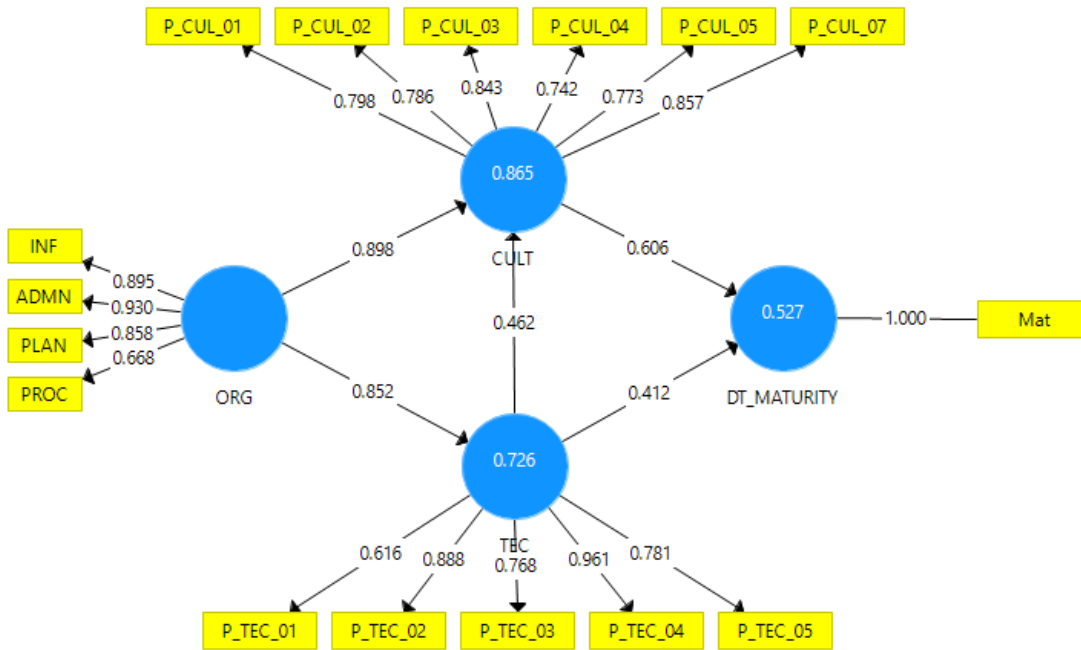 P_CUL_01 P_CUL_02 P_CUL_03 P_CUL_04 P_CUL_05 P_CUL_07
0.798 0.786 0.843 0.742 0.773 0.857
0.865
CULT
INF
ADMN
PLAN
PROC
0.895
0.930
0.858
0.668
ORG
0.898
0.852
0.462
0.606
0.412
0.527
DT_MATURITY
1.000
Mat
0.726
TEC
0.616 0.888 0.768 0.961 0.781
P_TEC_01 P_TEC_02 P_TEC_03 P_TEC_04 P_TEC_05